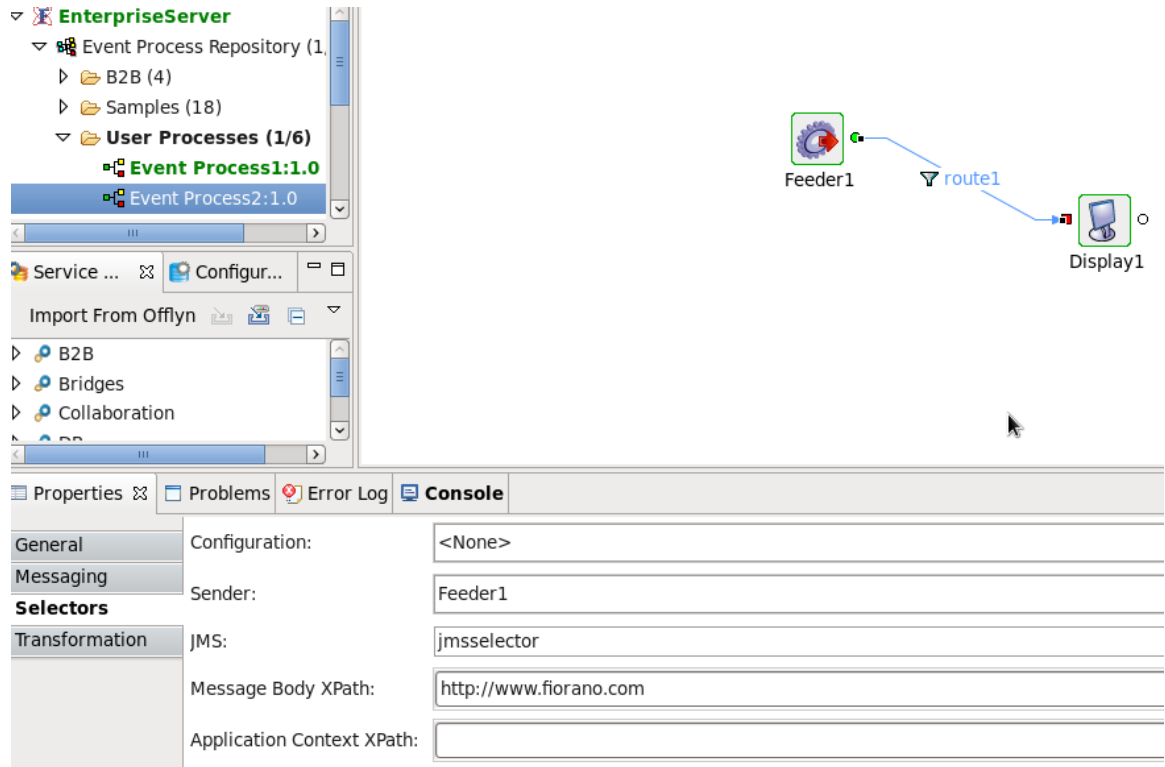 EnterpriseServer
Event Process Repository (1,
B2B (4)
Samples (18)
User Processes (1/6)
Event Process1:1.0
Event Process2:1.0
Feeder1
route1
Display1
Service ... Configur...
Import From Offlyn
B2B
Bridges
Collaboration
DB
Properties Problems Error Log Console
General
Messaging
Selectors
Transformation
Configuration: <None>
Sender: Feeder1
JMS: jmsselector
Message Body XPath: http://www.fiorano.com
Application Context XPath: